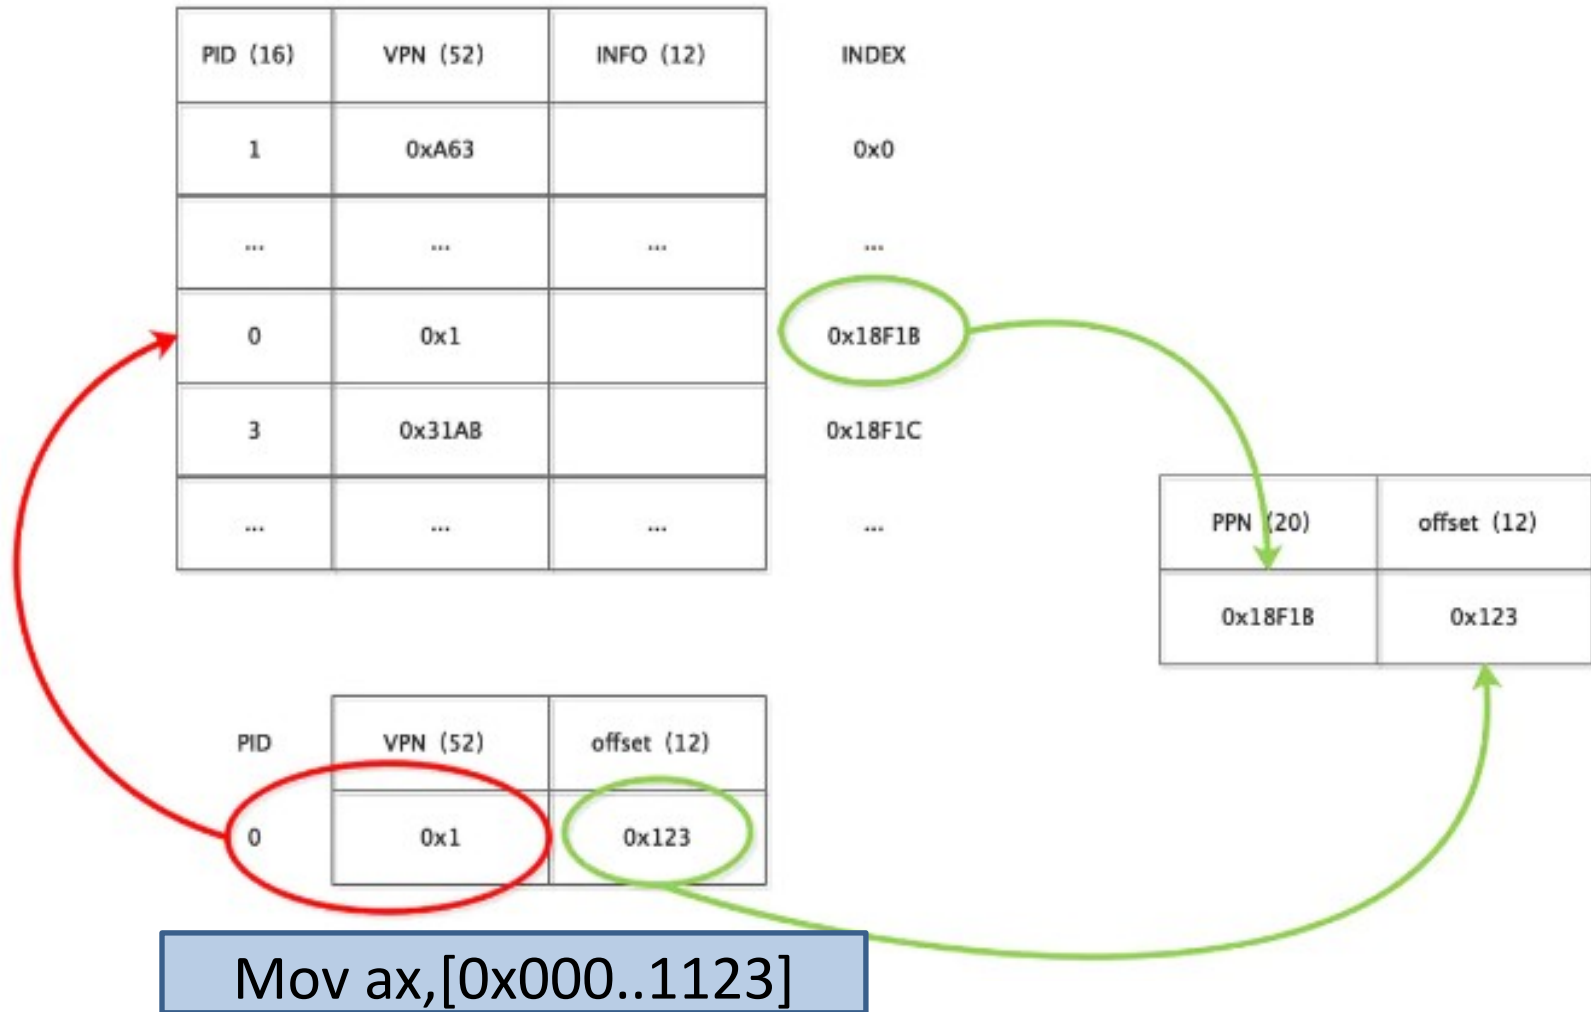 PID (16) VPN (52) INFO (12) INDEX
1 0xA63 0x0
... ... ... ...
0 0x1 0x18F1B
3 0x31AB 0x18F1C
... ... ... ...
PPN (20) offset (12)
0x18F1B 0x123
PID VPN (52) offset (12)
0 0x1 0x123
Mov ax,[0x000..1123]